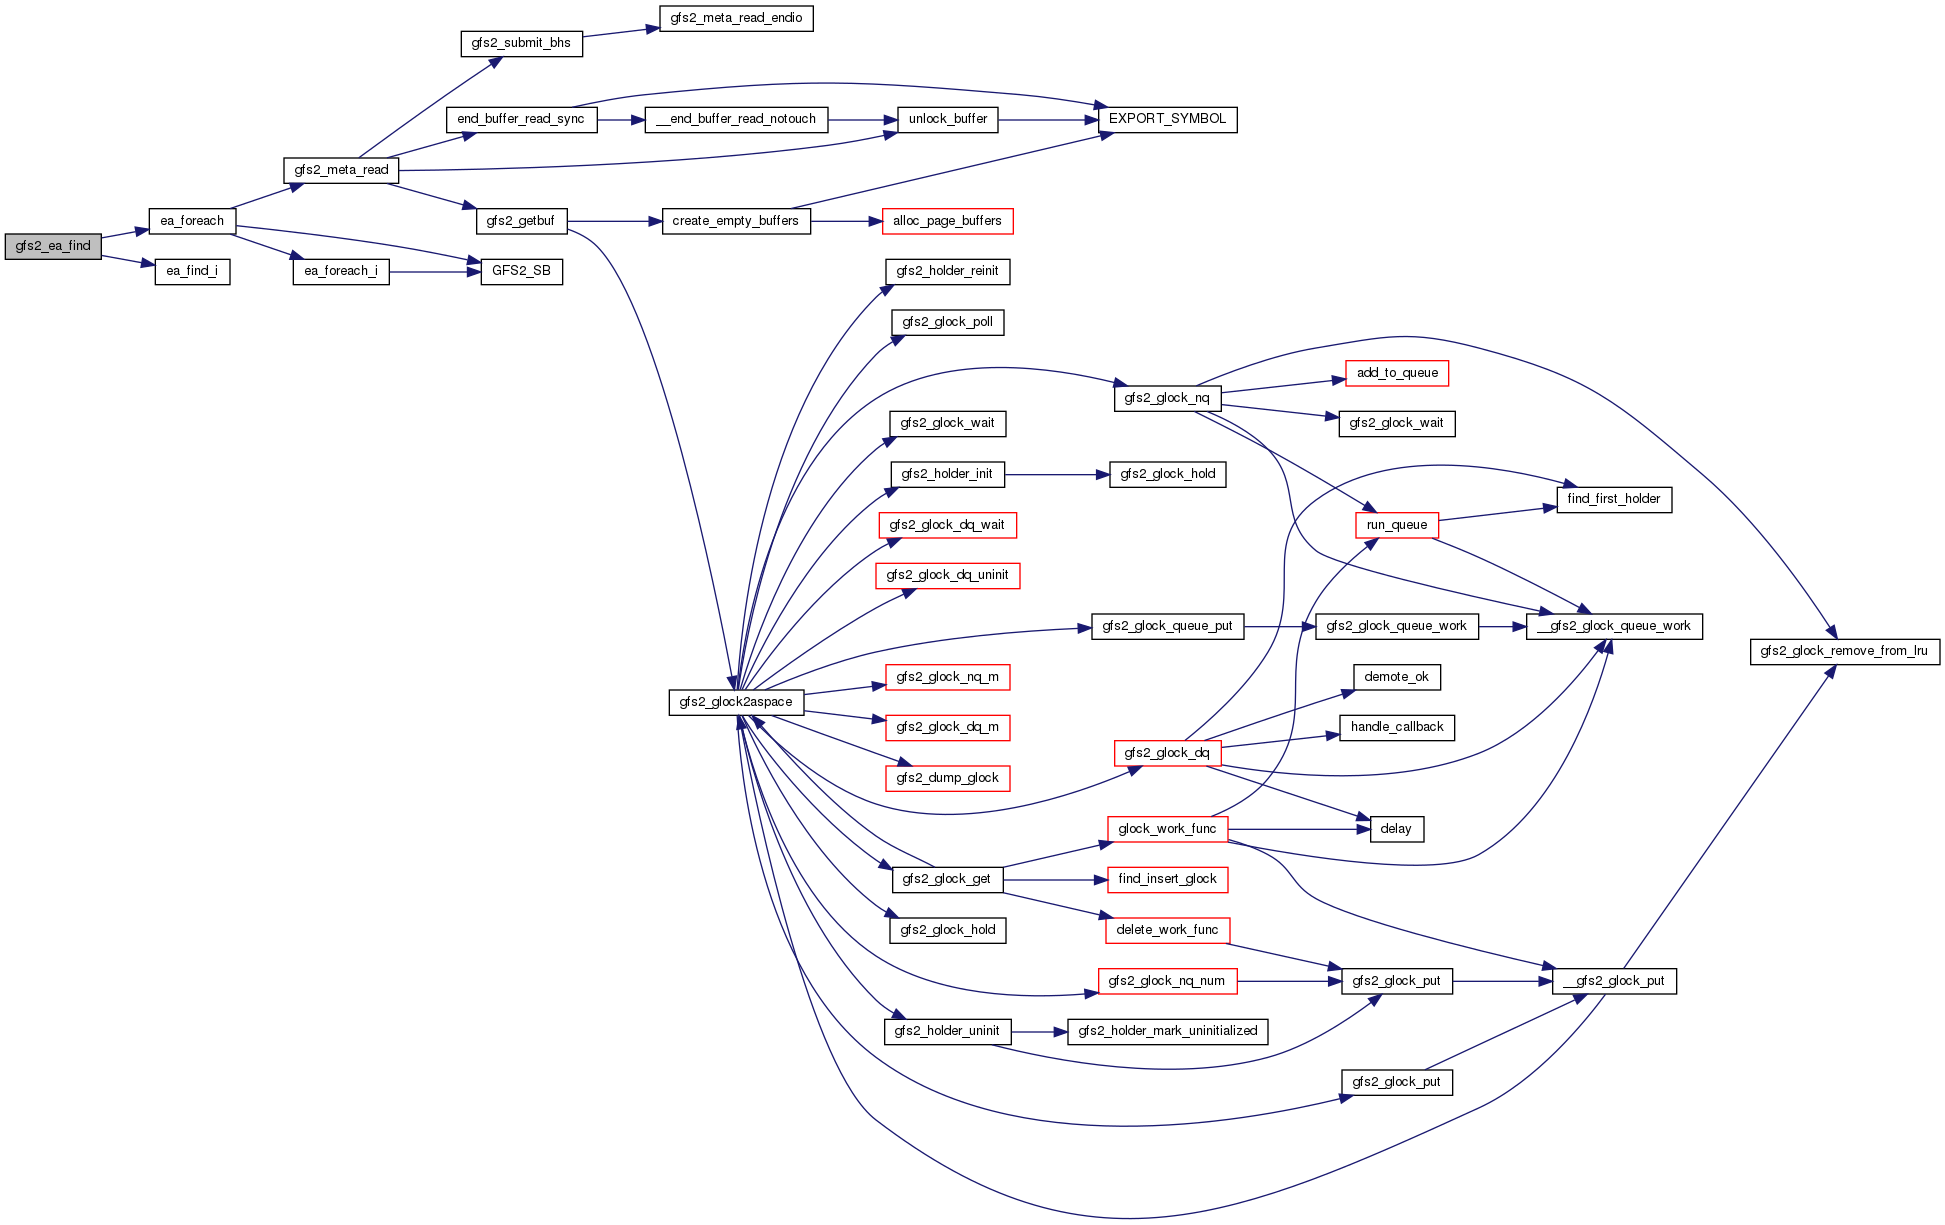 gfs2_meta_read_endio
gfs2_submit_bhs
end_buffer_read_sync
__end_buffer_read_notouch
unlock_buffer
EXPORT_SYMBOL
gfs2_meta_read
ea_foreach
gfs2_getbuf
create_empty_buffers
alloc_page_buffers
gfs2_ea_find
ea_find_i
ea_foreach_i
GFS2_SB
gfs2_holder_reinit
gfs2_glock_poll
gfs2_glock_nq
add_to_queue
gfs2_glock_wait
gfs2_glock_wait
gfs2_holder_init
gfs2_glock_hold
find_first_holder
gfs2_glock_dq_wait
run_queue
gfs2_glock_dq_uninit
gfs2_glock_queue_put
gfs2_glock_queue_work
__gfs2_glock_queue_work
gfs2_glock_remove_from_lru
gfs2_glock_nq_m
demote_ok
gfs2_glock2aspace
gfs2_glock_dq_m
handle_callback
gfs2_glock_dq
gfs2_dump_glock
glock_work_func
delay
gfs2_glock_get
find_insert_glock
gfs2_glock_hold
delete_work_func
gfs2_glock_nq_num
gfs2_glock_put
__gfs2_glock_put
gfs2_holder_uninit
gfs2_holder_mark_uninitialized
gfs2_glock_put